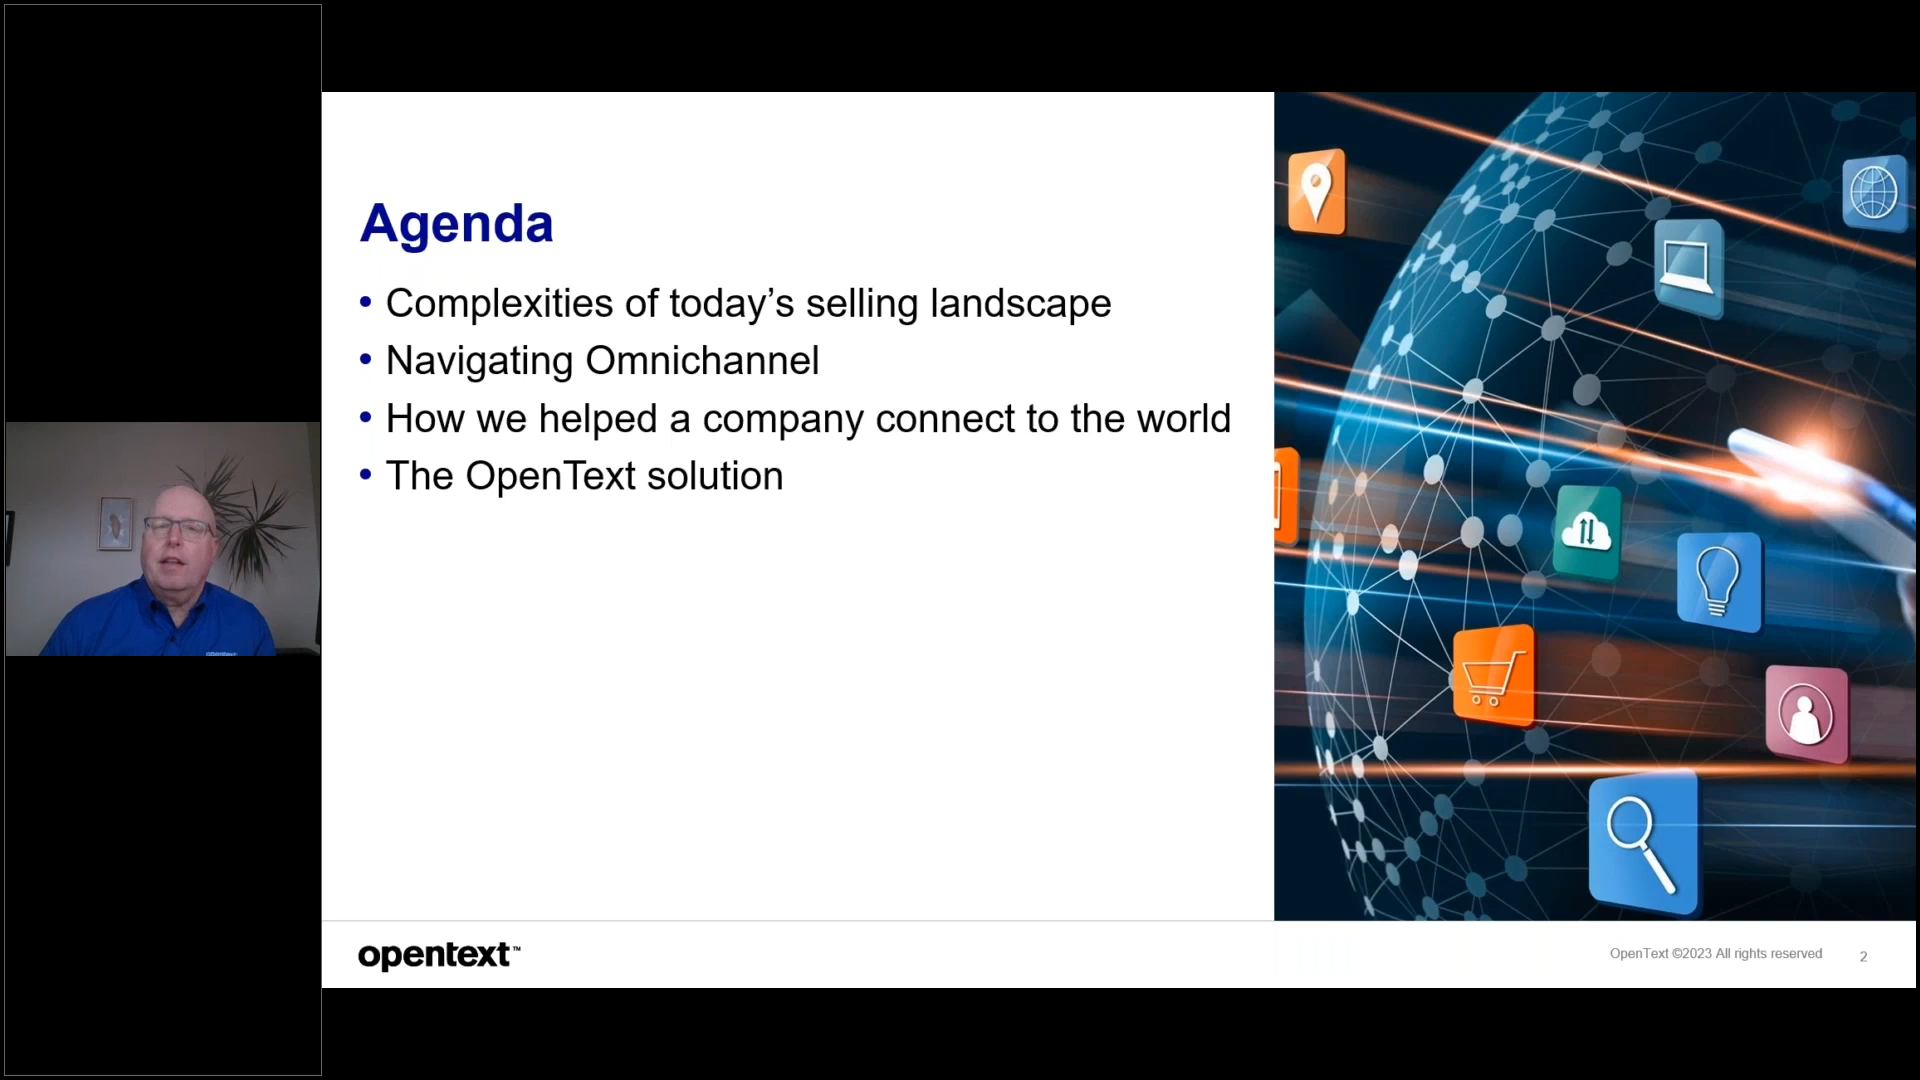 Agenda
• Complexities of today’s selling landscape
• Navigating Omnichannel
• How we helped a company connect to the world
• The OpenText solution
opentext™
OpenText ©2023 All rights reserved 2
opentext